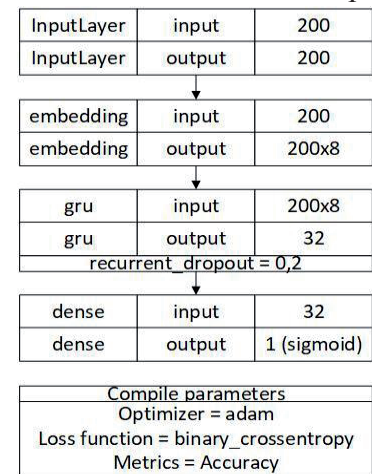 InputLayer input 200
InputLayer output 200
embedding input 200
embedding output 200x8
gru input 200x8
gru output 32
recurrent_dropout = 0,2
dense input 32
dense output 1 (sigmoid)
Compile parameters
Optimizer = adam
Loss function = binary_crossentropy
Metrics = Accuracy